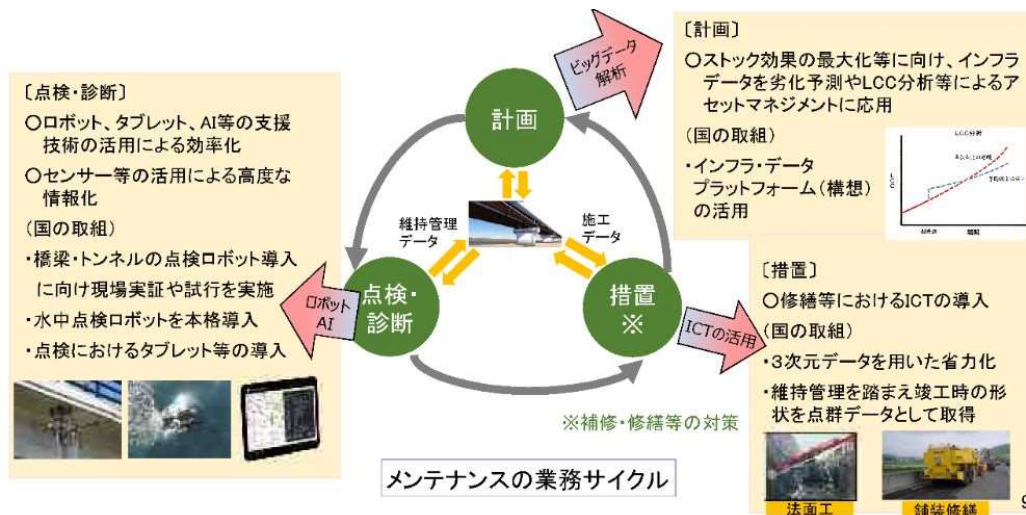 〔点検・診断〕
○ロボット、タブレット、AI等の支援
技術の活用による効率化
○センサー等の活用による高度な
情報化
(国の取組)
・橋梁・トンネルの点検ロボット導入
に向け現場実証や試行を実施
・水中点検ロボットを本格導入
・点検におけるタブレット等の導入
ビッグデータ
解析
計画
維持管理
データ
施工
データ
点検・
診断
措置
※
ロボット
AI
ICTの活用
※補修・修繕等の対策
メンテナンスの業務サイクル
〔計画〕
○ストック効果の最大化等に向け、インフラ
データを劣化予測やLCC分析等によるア
セットマネジメントに応用
(国の取組)
・インフラ・データ
プラットフォーム(構想)
の活用
LCC分析
LCC
〔措置〕
○修繕等におけるICTの導入
(国の取組)
・3次元データを用いた省力化
・維持管理を踏まえ竣工時の形
状を点群データとして取得
法面工
舗装修繕
9